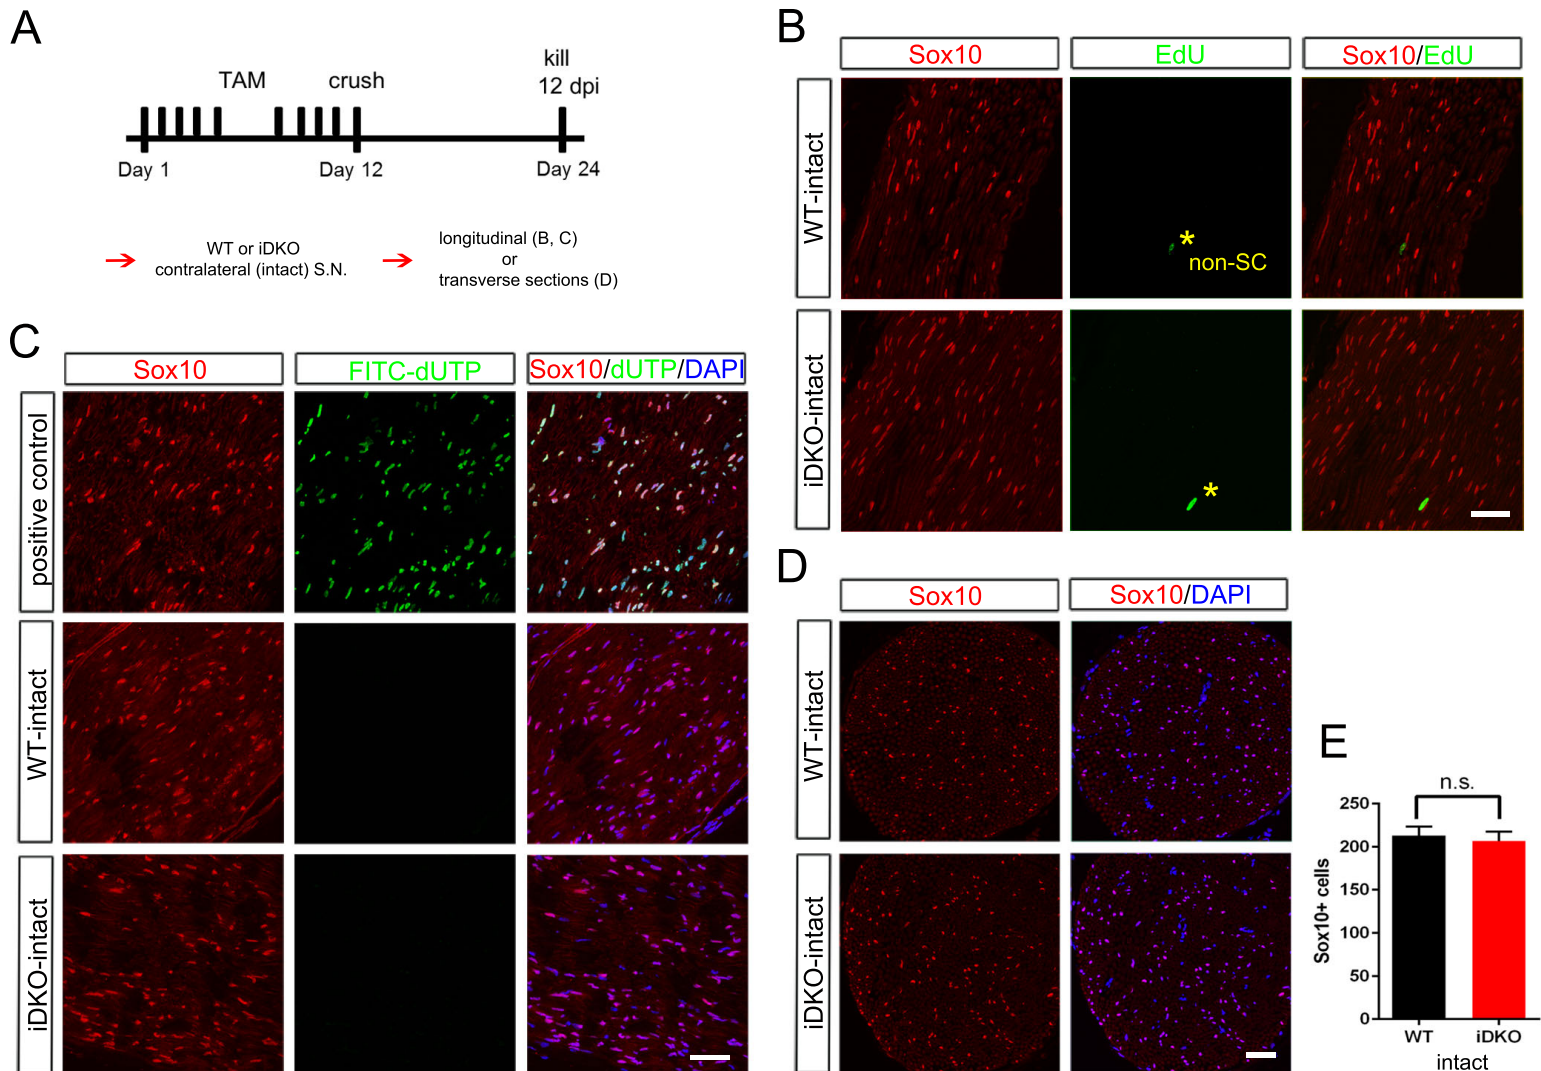 A
TAM
crush
kill
12 dpi
Day 1
Day 12
Day 24
WT or iDKO
contralateral (intact) S.N.
longitudinal (B, C)
or
transverse sections (D)
B
Sox10
EdU
Sox10/EdU
WT-intact
*
non-SC
iDKO-intact
*
C
Sox10
FITC-dUTP
Sox10/dUTP/DAPI
positive control
WT-intact
iDKO-intact
D
Sox10
Sox10/DAPI
WT-intact
iDKO-intact
E
n.s.
Sox10+ cells
250
200
150
100
50
0
WT
iDKO
intact